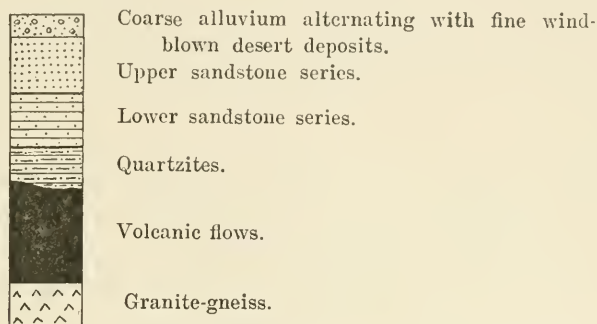 Coarse alluvium alternating with fine wind-
blown desert deposits.
Upper sandstone series.
Lower sandstone series.
Quartzites.
Volcanic flows.
Granite-gneiss.